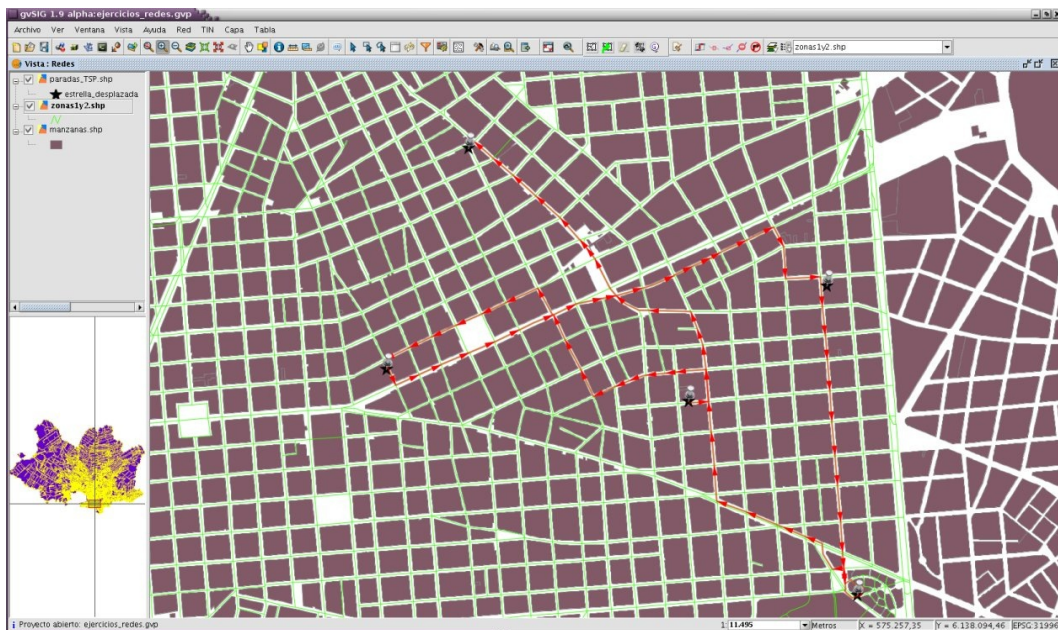 gvSIG 1.9 alpha:ejercicios_redes.gvp
Archivo Ver Ventana Vista Ayuda Red TIN Capa Tabla
zonas1y2.shp
Vista : Redes
paradas_TSP.shp
estrella_desplazada
zonas1y2.shp
manzanas.shp
Proyecto abierto: ejercicios_redes.gvp
1: 11.495 Metros X = 575.257,35 Y = 6.138.094,46 EPSG:31996